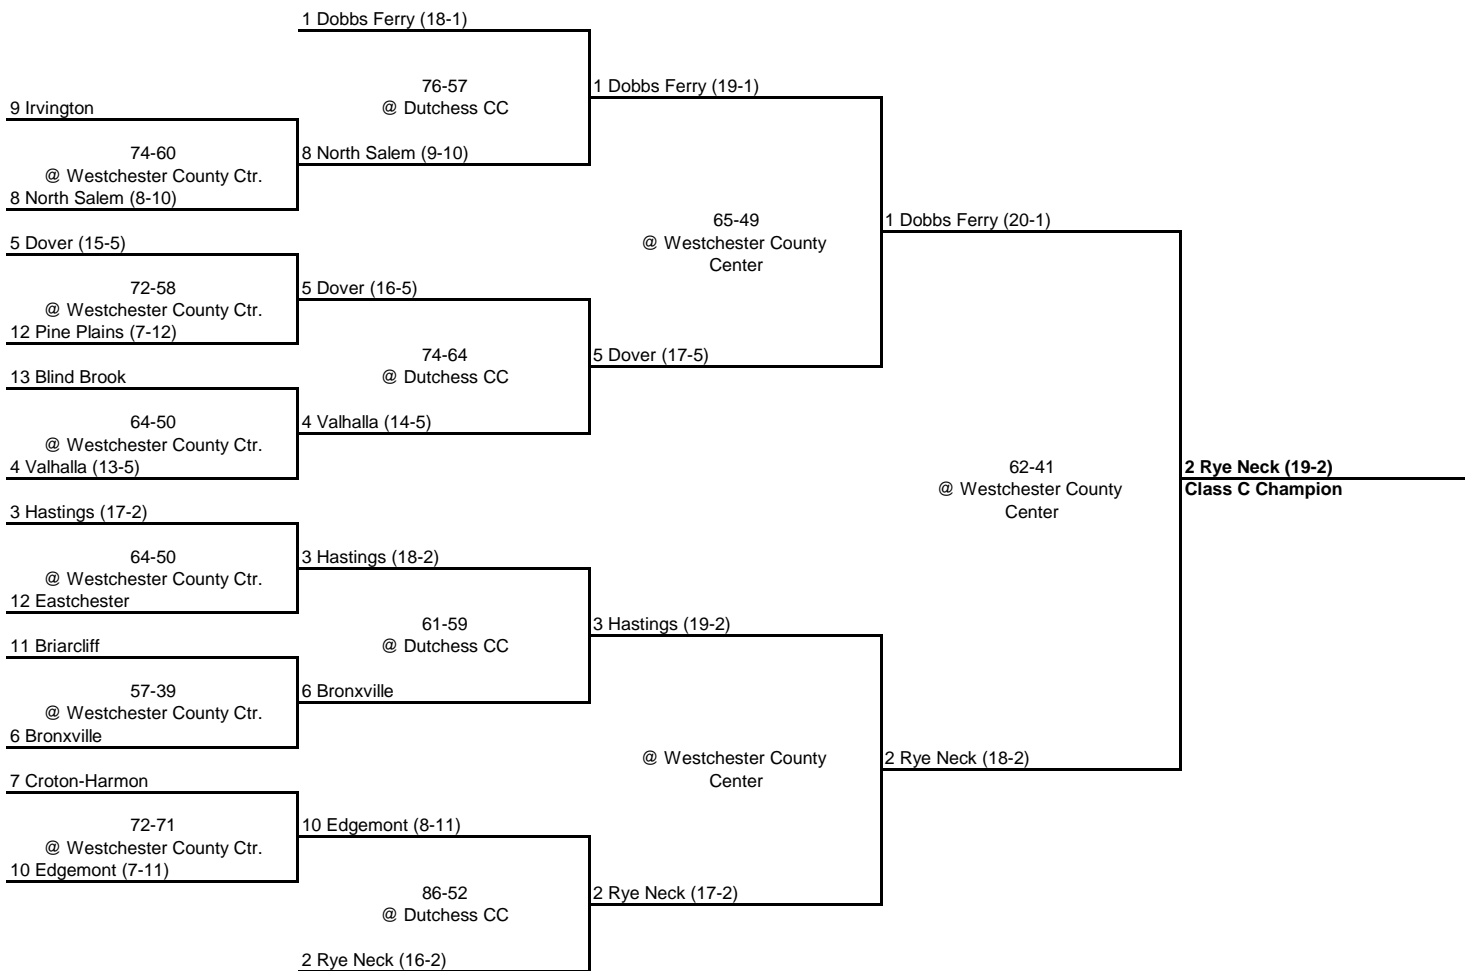 1 Dobbs Ferry (18-1)
76-57
@ Dutchess CC
1 Dobbs Ferry (19-1)
9 Irvington
74-60
@ Westchester County Ctr.
8 North Salem (9-10)
8 North Salem (8-10)
65-49
@ Westchester County
Center
1 Dobbs Ferry (20-1)
5 Dover (15-5)
72-58
@ Westchester County Ctr.
5 Dover (16-5)
12 Pine Plains (7-12)
74-64
@ Dutchess CC
5 Dover (17-5)
13 Blind Brook
64-50
@ Westchester County Ctr.
4 Valhalla (14-5)
4 Valhalla (13-5)
62-41
@ Westchester County
Center
2 Rye Neck (19-2)
Class C Champion
3 Hastings (17-2)
64-50
@ Westchester County Ctr.
3 Hastings (18-2)
12 Eastchester
61-59
@ Dutchess CC
3 Hastings (19-2)
11 Briarcliff
57-39
@ Westchester County Ctr.
6 Bronxville
6 Bronxville
@ Westchester County
Center
2 Rye Neck (18-2)
7 Croton-Harmon
72-71
@ Westchester County Ctr.
10 Edgemont (8-11)
10 Edgemont (7-11)
86-52
@ Dutchess CC
2 Rye Neck (17-2)
2 Rye Neck (16-2)